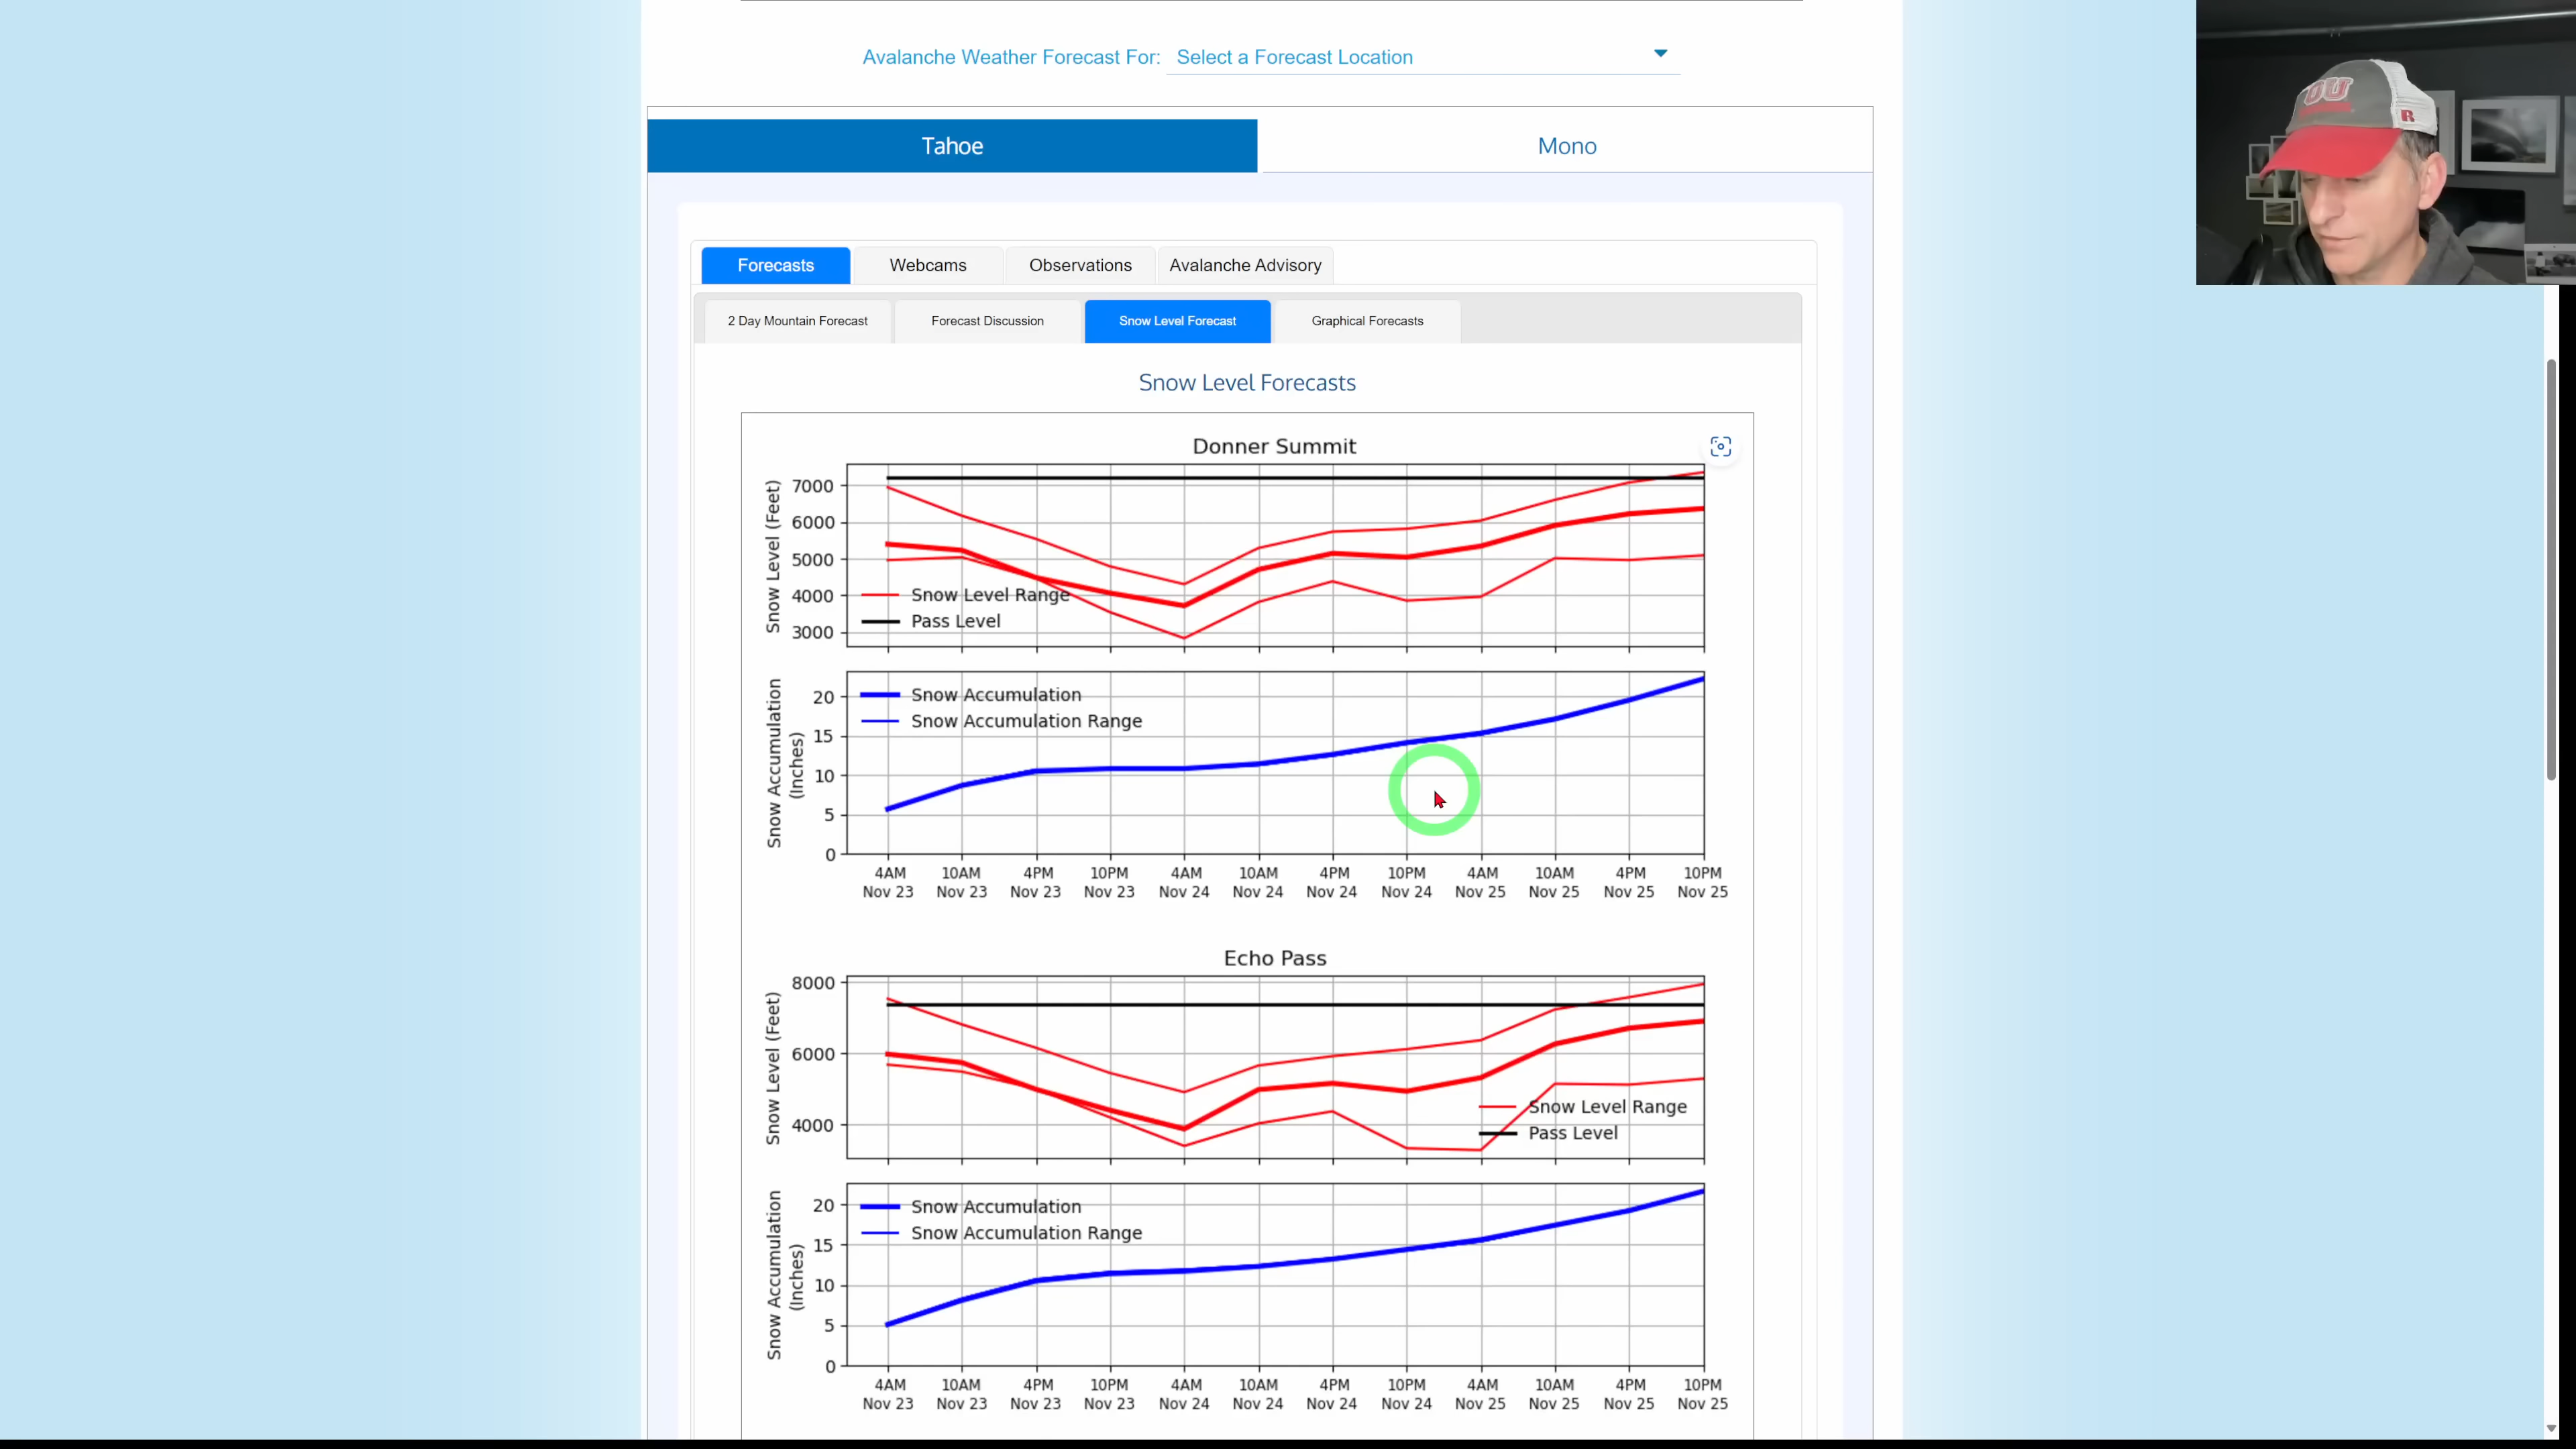 Avalanche Weather Forecast For: Select a Forecast Location
Tahoe
Mono
Forecasts
Webcams
Observations
Avalanche Advisory
2 Day Mountain Forecast
Forecast Discussion
Snow Level Forecast
Graphical Forecasts
Snow Level Forecasts
Donner Summit
Snow Level (Feet)
7000
6000
5000
4000
3000
Snow Level Range
Pass Level
Snow Accumulation
(Inches)
20
15
10
5
0
Snow Accumulation
Snow Accumulation Range
4AM 10AM 4PM 10PM 4AM 10AM 4PM 10PM 4AM 10AM 4PM 10PM
Nov 23 Nov 23 Nov 23 Nov 23 Nov 24 Nov 24 Nov 24 Nov 24 Nov 25 Nov 25 Nov 25 Nov 25
Echo Pass
Snow Level (Feet)
8000
6000
4000
Snow Level Range
Pass Level
Snow Accumulation
(Inches)
20
15
10
5
0
Snow Accumulation
Snow Accumulation Range
4AM 10AM 4PM 10PM 4AM 10AM 4PM 10PM 4AM 10AM 4PM 10PM
Nov 23 Nov 23 Nov 23 Nov 23 Nov 24 Nov 24 Nov 24 Nov 24 Nov 25 Nov 25 Nov 25 Nov 25
OU
R